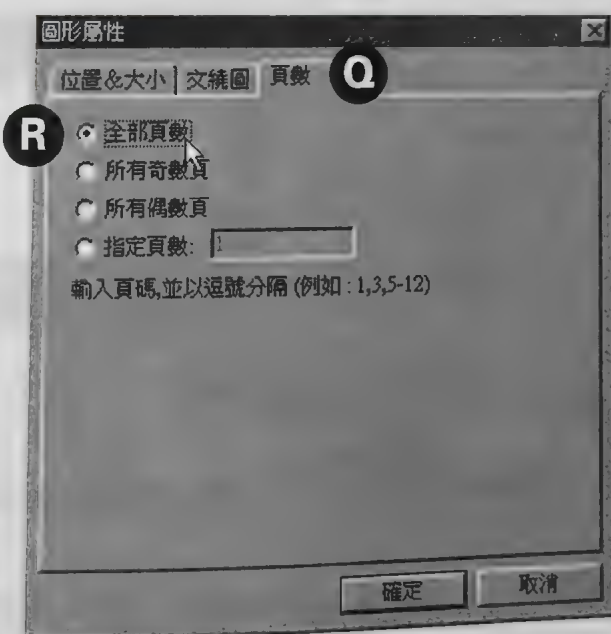 圖形屬性
位置&大小 文繞圖 頁數 Q
R 全部頁數
所有奇數頁
所有偶數頁
指定頁數: 1
輸入頁碼,並以逗號分隔 (例如 : 1,3,5-12)
確定 取消